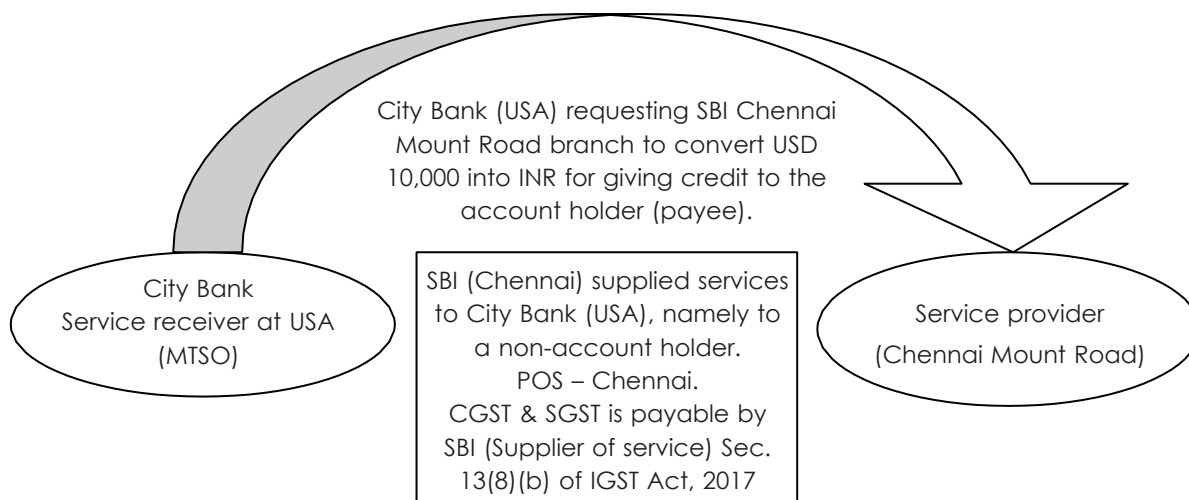 City Bank (USA) requesting SBI Chennai
Mount Road branch to convert USD
10,000 into INR for giving credit to the
account holder (payee).
City Bank
Service receiver at USA
(MTSO)
SBI (Chennai) supplied services
to City Bank (USA), namely to
a non-account holder.
POS – Chennai.
CGST & SGST is payable by
SBI (Supplier of service) Sec.
13(8)(b) of IGST Act, 2017
Service provider
(Chennai Mount Road)